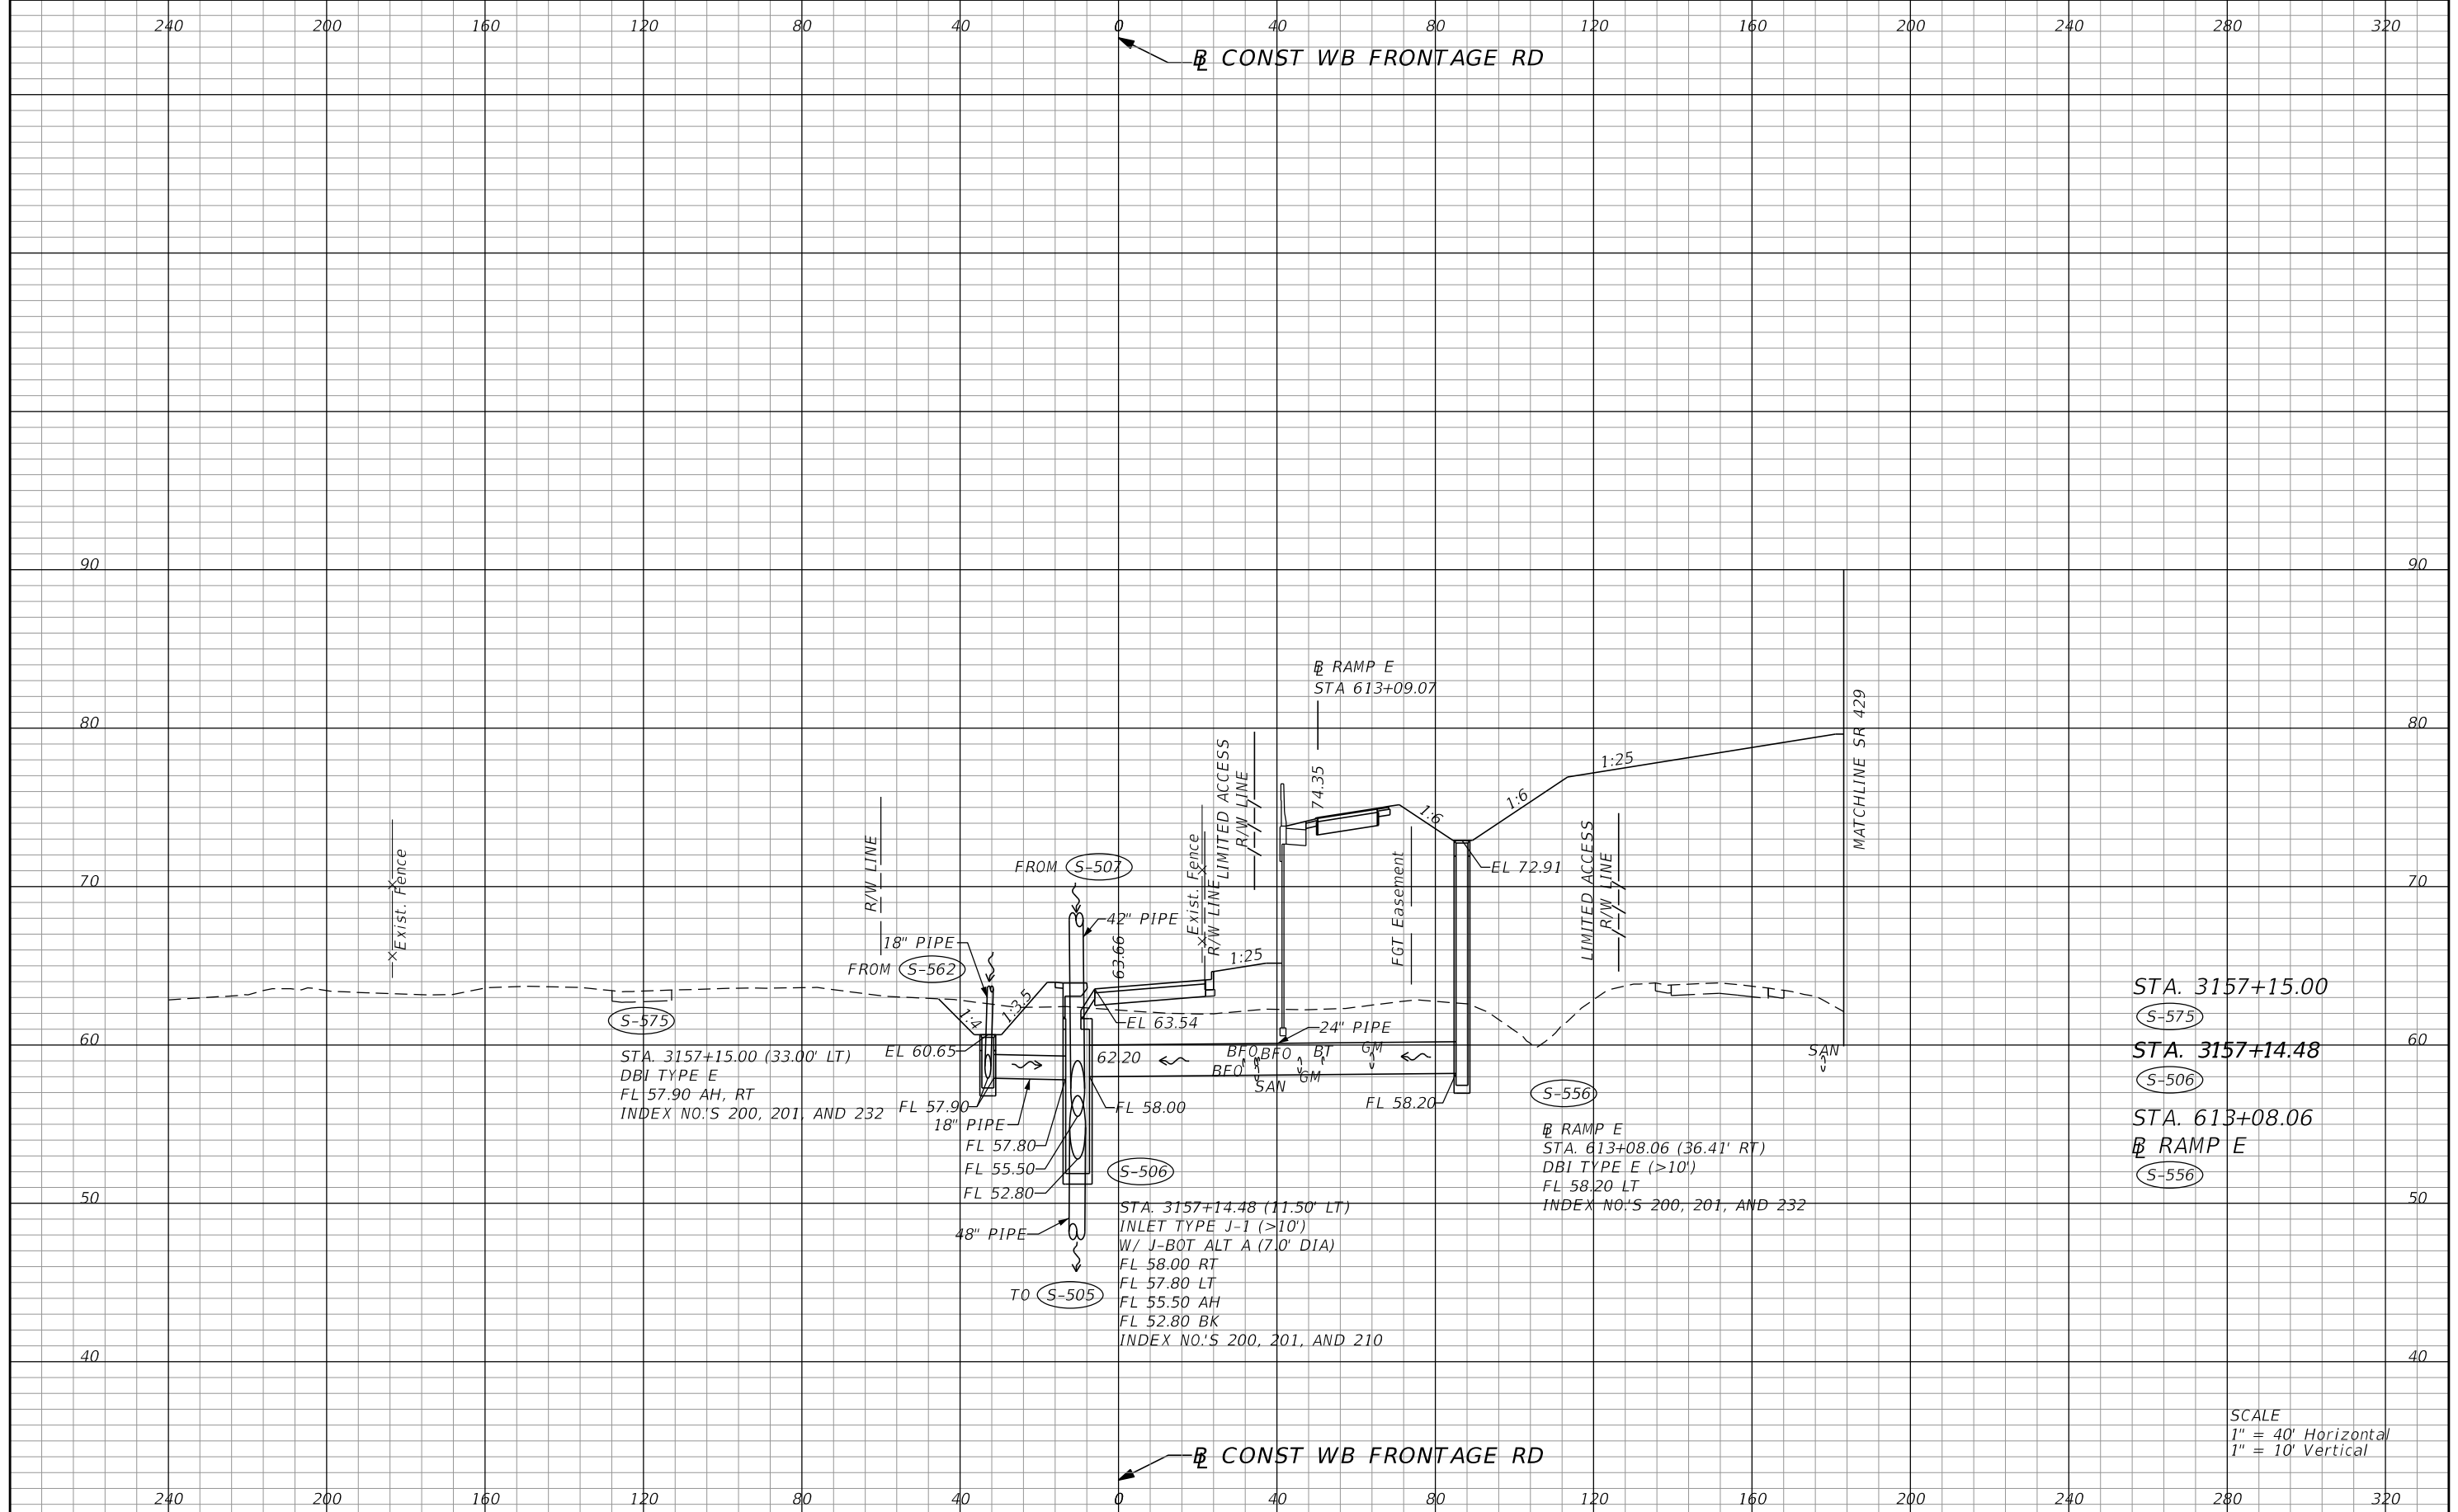 240 200 160 120 80 40 0 40 80 120 160 200 240 280 320
BL CONST WB FRONTAGE RD
90 90
80 80
70 70
60 60
50 50
40 40
BL RAMP E
STA 613+09.07
74.35
1:25
1:6
1:6
MATCHLINE SR 429
LIMITED ACCESS
R/W LINE
Exist. Fence
R/W LINE
Exist. Fence
R/W LINE
FGT Easement
LIMITED ACCESS
R/W LINE
EL 72.91
FROM S-507
42" PIPE
63.66
18" PIPE
FROM S-562
1:25
1:4
1:3.5
EL 63.54
24" PIPE
S-575
STA. 3157+15.00 (33.00' LT)
DBI TYPE E
FL 57.90 AH, RT
INDEX NO.'S 200, 201, AND 232
EL 60.65
62.20
BFO
BFO
BFO
BT
GM
GM
SAN
SAN
FL 57.90
18" PIPE
FL 57.80
FL 55.50
FL 52.80
48" PIPE
FL 58.00
FL 58.20
S-506
STA. 3157+14.48 (11.50' LT)
INLET TYPE J-1 (>10')
W/ J-BOT ALT A (7.0' DIA)
FL 58.00 RT
FL 57.80 LT
FL 55.50 AH
FL 52.80 BK
INDEX NO.'S 200, 201, AND 210
TO S-505
S-556
BL RAMP E
STA. 613+08.06 (36.41' RT)
DBI TYPE E (>10')
FL 58.20 LT
INDEX NO.'S 200, 201, AND 232
STA. 3157+15.00
S-575
STA. 3157+14.48
S-506
STA. 613+08.06
BL RAMP E
S-556
SCALE
1" = 40' Horizontal
1" = 10' Vertical
BL CONST WB FRONTAGE RD
240 200 160 120 80 40 0 40 80 120 160 200 240 280 320